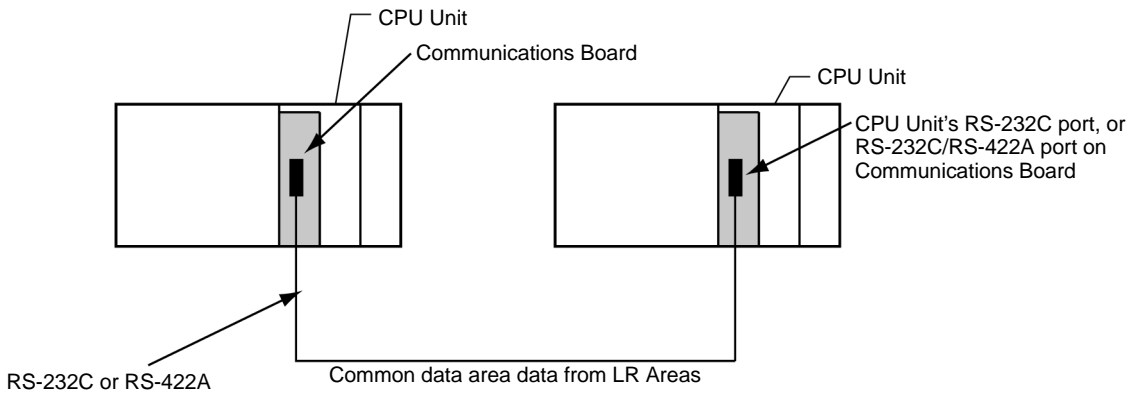 CPU Unit
Communications Board
CPU Unit
CPU Unit's RS-232C port, or
RS-232C/RS-422A port on
Communications Board
RS-232C or RS-422A
Common data area data from LR Areas